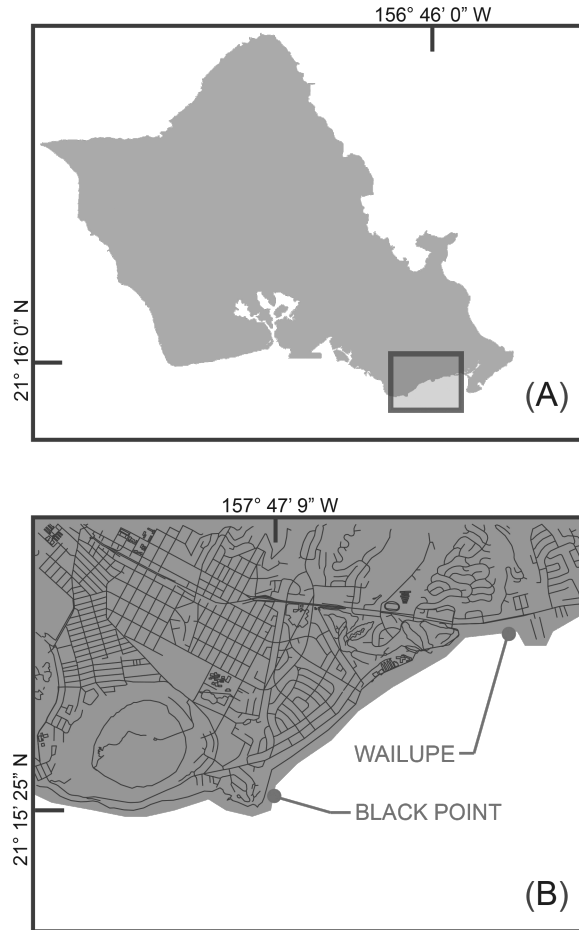 156° 46’ 0” W
21° 16’ 0” N
(A)
157° 47’ 9” W
WAILUPE
BLACK POINT
21° 15’ 25” N
(B)